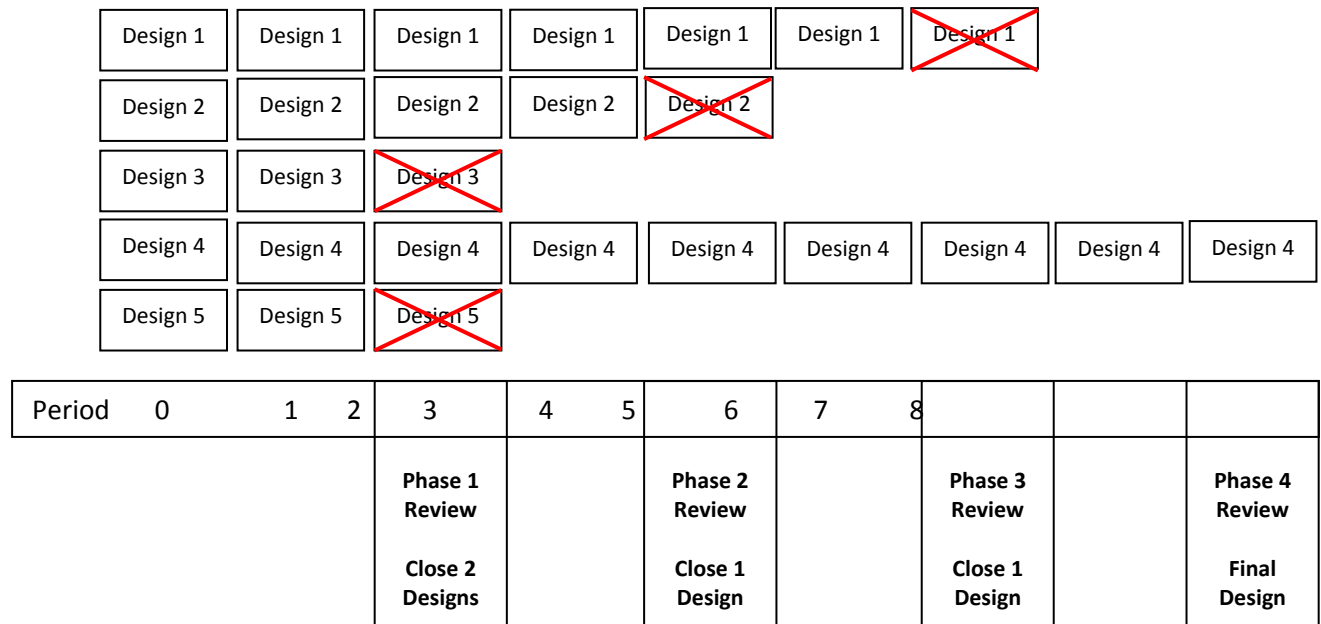 Design 1 Design 1 Design 1 Design 1 Design 1 Design 1 Design 1
Design 2 Design 2 Design 2 Design 2 Design 2
Design 3 Design 3 Design 3
Design 4 Design 4 Design 4 Design 4 Design 4 Design 4 Design 4 Design 4 Design 4
Design 5 Design 5 Design 5
Period 0 1 2 3 4 5 6 7 8
Phase 1 Phase 2 Phase 3 Phase 4
Review Review Review Review
Close 2 Close 1 Close 1 Final
Designs Design Design Design